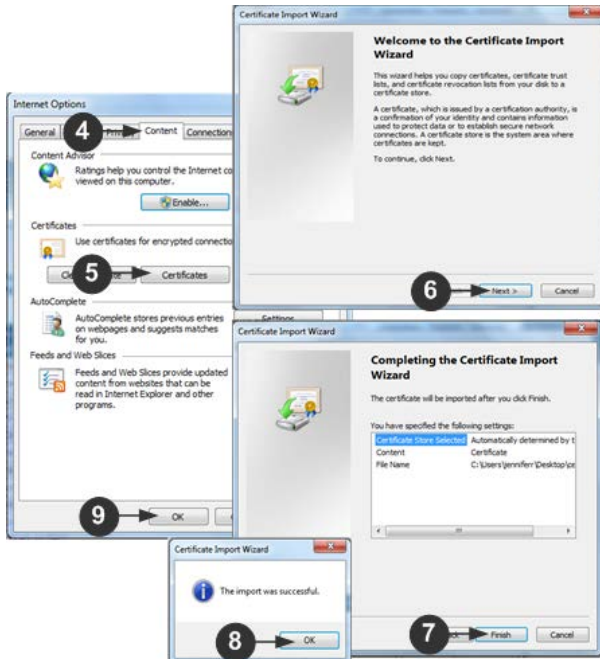 Certificate Import Wizard
Welcome to the Certificate Import
Wizard
This wizard helps you copy certificates, certificate trust
lists, and certificate revocation lists from your disk to a
certificate store.
A certificate, which is issued by a certification authority, is
a confirmation of your identity and contains information
used to protect data or to establish secure network
connections. A certificate store is the system area where
certificates are kept.
To continue, click Next.
6
Next >
Cancel
Internet Options
4
General
Content
Connections
Content Advisor
Ratings help you control the Internet co
viewed on this computer.
Enable...
Certificates
Use certificates for encrypted connectio
5
Certificates
AutoComplete
AutoComplete stores previous entries
on webpages and suggests matches
for you.
Settings
Feeds and Web Slices
Feeds and Web Slices provide updated
content from websites that can be
read in Internet Explorer and other
programs.
9
OK
Certificate Import Wizard
Completing the Certificate Import
Wizard
The certificate will be imported after you click Finish.
You have specified the following settings:
Certificate Store Selected Automatically determined by t
Content Certificate
File Name C:\Users\jenniferr\Desktop\ce
7
Finish
Cancel
Certificate Import Wizard
The import was successful.
8
OK